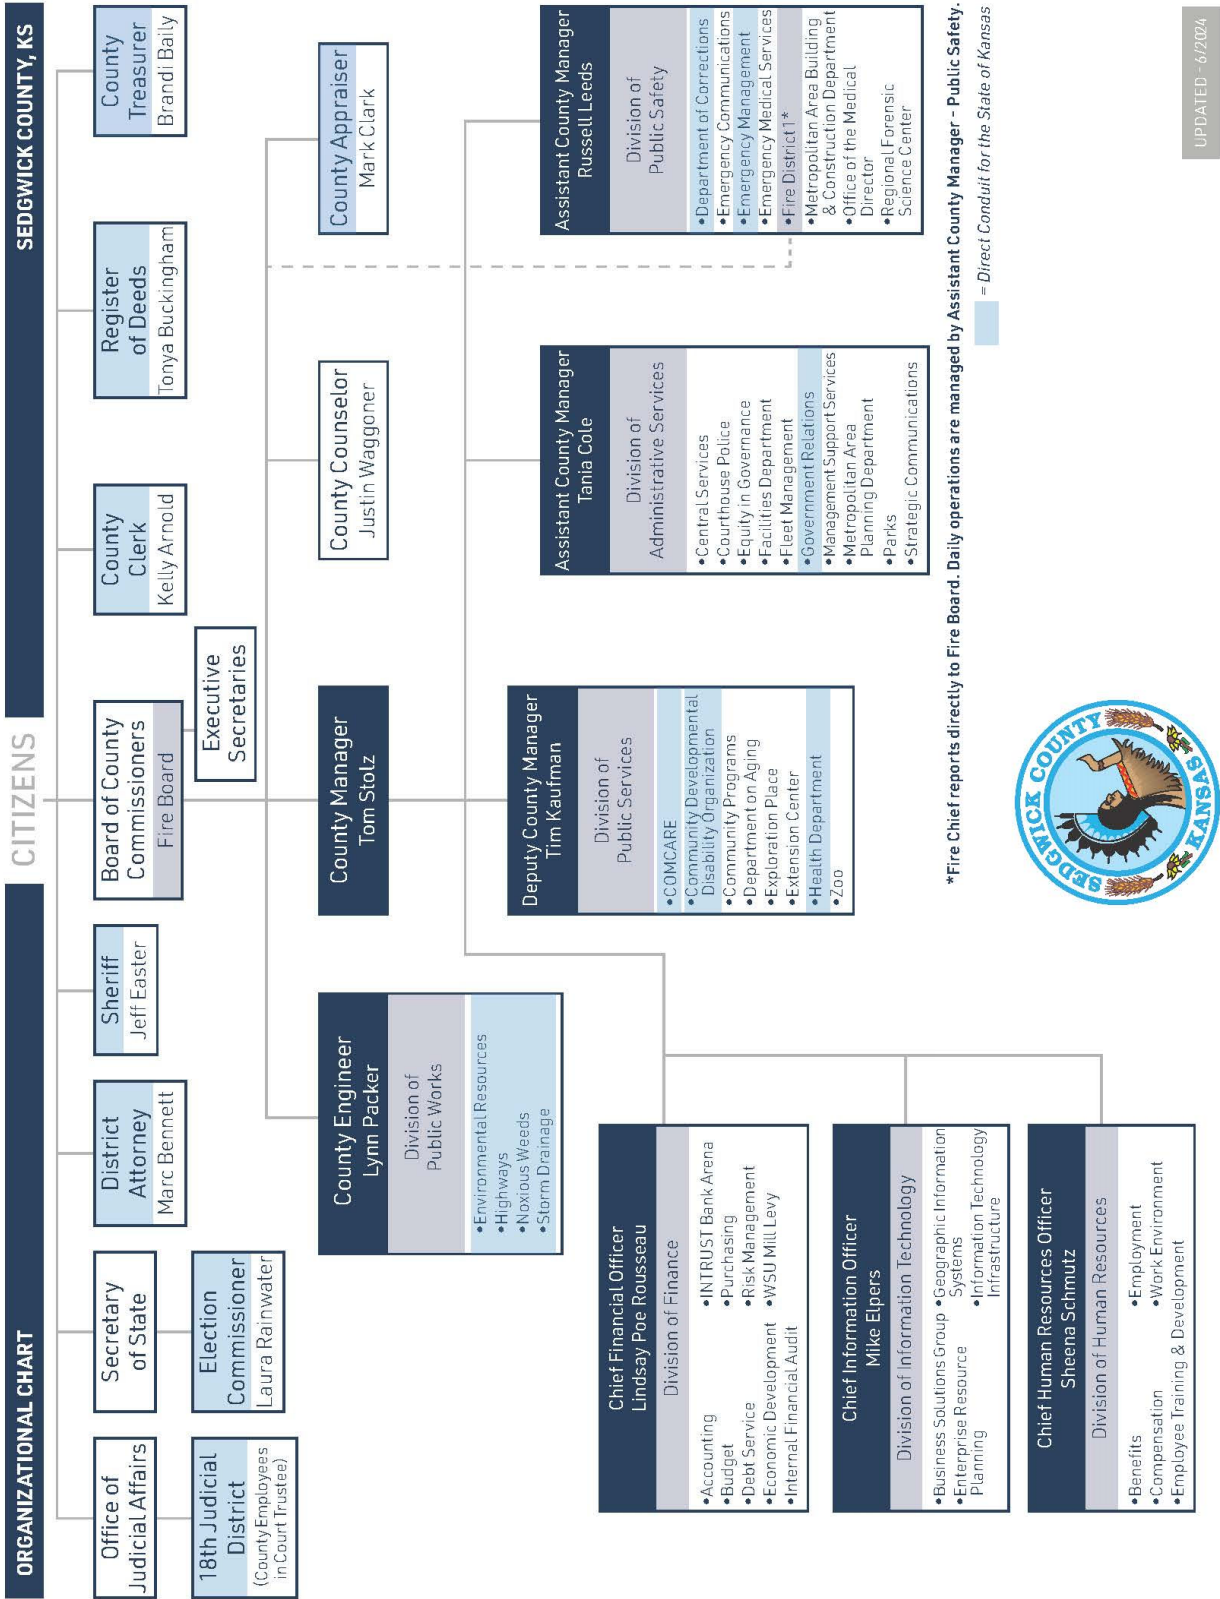 ORGANIZATIONAL CHART
CITIZENS
SEDGWICK COUNTY, KS
Office of
Judicial Affairs
18th Judicial
District
(County Employees
in Court Trustee)
Secretary
of State
Election
Commissioner
Laura Rainwater
District
Attorney
Marc Bennett
Sheriff
Jeff Easter
Board of County
Commissioners
Fire Board
Executive
Secretaries
County
Clerk
Kelly Arnold
Register
of Deeds
Tonya Buckingham
County
Treasurer
Brandi Baily
County Engineer
Lynn Packer
Division of
Public Works
•Environmental Resources
•Highways
•Noxious Weeds
•Storm Drainage
County Manager
Tom Stolz
County Counselor
Justin Waggoner
County Appraiser
Mark Clark
Deputy County Manager
Tim Kaufman
Division of
Public Services
•COMCARE
•Community Developmental
Disability Organization
•Community Programs
•Department on Aging
•Exploration Place
•Extension Center
•Health Department
•Zoo
Assistant County Manager
Tania Cole
Division of
Administrative Services
•Central Services
•Courthouse Police
•Equity in Governance
•Facilities Department
•Fleet Management
•Government Relations
•Management Support Services
•Metropolitan Area
Planning Department
•Parks
•Strategic Communications
Assistant County Manager
Russell Leeds
Division of
Public Safety
•Department of Corrections
•Emergency Communications
•Emergency Management
•Emergency Medical Services
•Fire District 1*
•Metropolitan Area Building
& Construction Department
•Office of the Medical
Director
•Regional Forensic
Science Center
Chief Financial Officer
Lindsay Poe Rousseau
Division of Finance
•Accounting
•Budget
•Debt Service
•Economic Development
•Internal Financial Audit
•INTRUST Bank Arena
•Purchasing
•Risk Management
•WSU Mill Levy
Chief Information Officer
Mike Elpers
Division of Information Technology
•Business Solutions Group
•Enterprise Resource
Planning
•Geographic Information
Systems
•Information Technology
Infrastructure
Chief Human Resources Officer
Sheena Schmutz
Division of Human Resources
•Benefits
•Compensation
•Employee Training & Development
•Employment
•Work Environment
*Fire Chief reports directly to Fire Board. Daily operations are managed by Assistant County Manager - Public Safety.
= Direct Conduit for the State of Kansas
SEDGWICK COUNTY
KANSAS
UPDATED - 6/2024